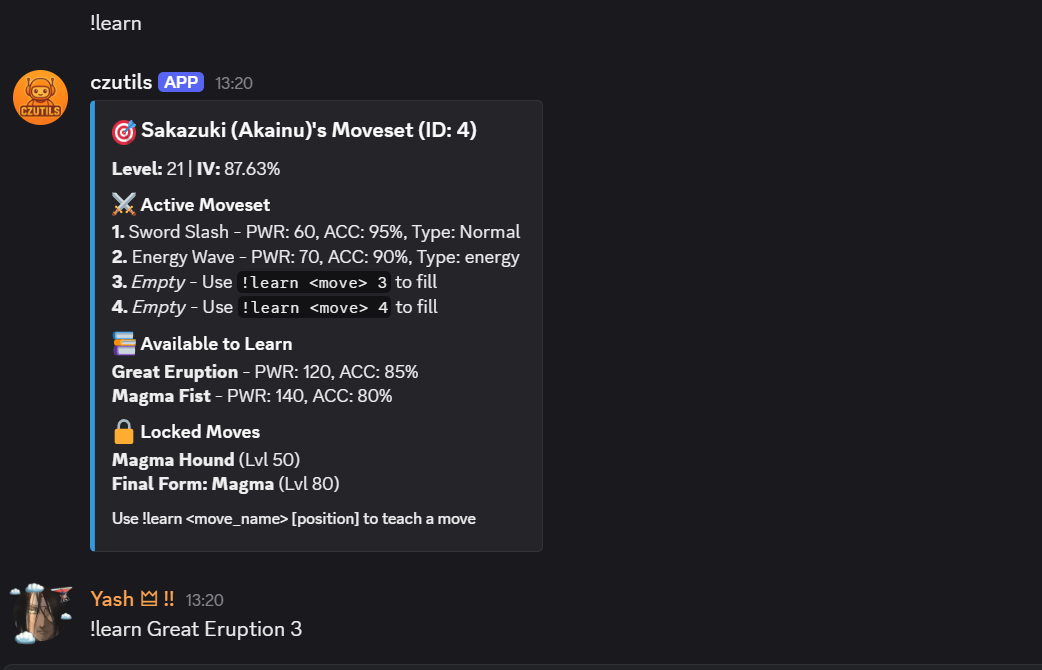 !learn
CZUTILS
czutils APP 13:20
Sakazuki (Akainu)'s Moveset (ID: 4)
Level: 21 | IV: 87.63%
Active Moveset
1. Sword Slash - PWR: 60, ACC: 95%, Type: Normal
2. Energy Wave - PWR: 70, ACC: 90%, Type: energy
3. Empty - Use !learn <move> 3 to fill
4. Empty - Use !learn <move> 4 to fill
Available to Learn
Great Eruption - PWR: 120, ACC: 85%
Magma Fist - PWR: 140, ACC: 80%
Locked Moves
Magma Hound (Lvl 50)
Final Form: Magma (Lvl 80)
Use !learn <move_name> [position] to teach a move
Yash !! 13:20
!learn Great Eruption 3